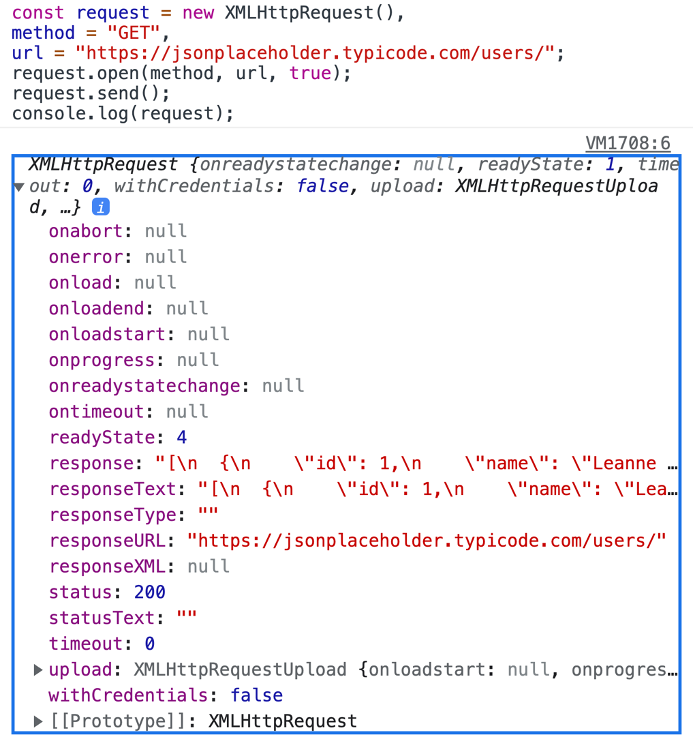 const request = new XMLHttpRequest(),
method = "GET",
url = "https://jsonplaceholder.typicode.com/users/";
request.open(method, url, true);
request.send();
console.log(request);
VM1708:6
XMLHttpRequest {onreadystatechange: null, readyState: 1, time
out: 0, withCredentials: false, upload: XMLHttpRequestUploa
d, …} i
onabort: null
onerror: null
onload: null
onloadend: null
onloadstart: null
onprogress: null
onreadystatechange: null
ontimeout: null
readyState: 4
response: "[\n  {\n    \"id\": 1,\n    \"name\": \"Leanne …
responseText: "[\n  {\n    \"id\": 1,\n    \"name\": \"Lea…
responseType: ""
responseURL: "https://jsonplaceholder.typicode.com/users/"
responseXML: null
status: 200
statusText: ""
timeout: 0
upload: XMLHttpRequestUpload {onloadstart: null, onprogres…
withCredentials: false
[[Prototype]]: XMLHttpRequest